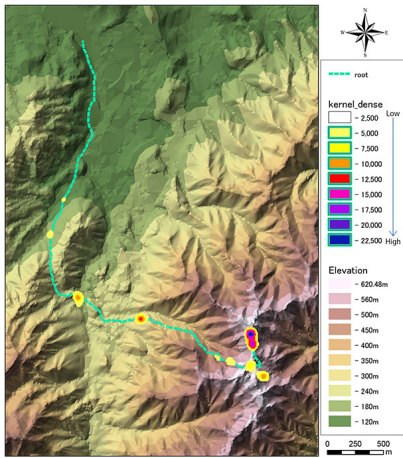 N
W E
S
root
kernel_dense
- 2,500
- 5,000
- 7,500
- 10,000
- 12,500
- 15,000
- 17,500
- 20,000
- 22,500
Low
High
Elevation
- 620.48m
- 560m
- 500m
- 450m
- 400m
- 350m
- 300m
- 240m
- 180m
- 120m
0 250 500
m